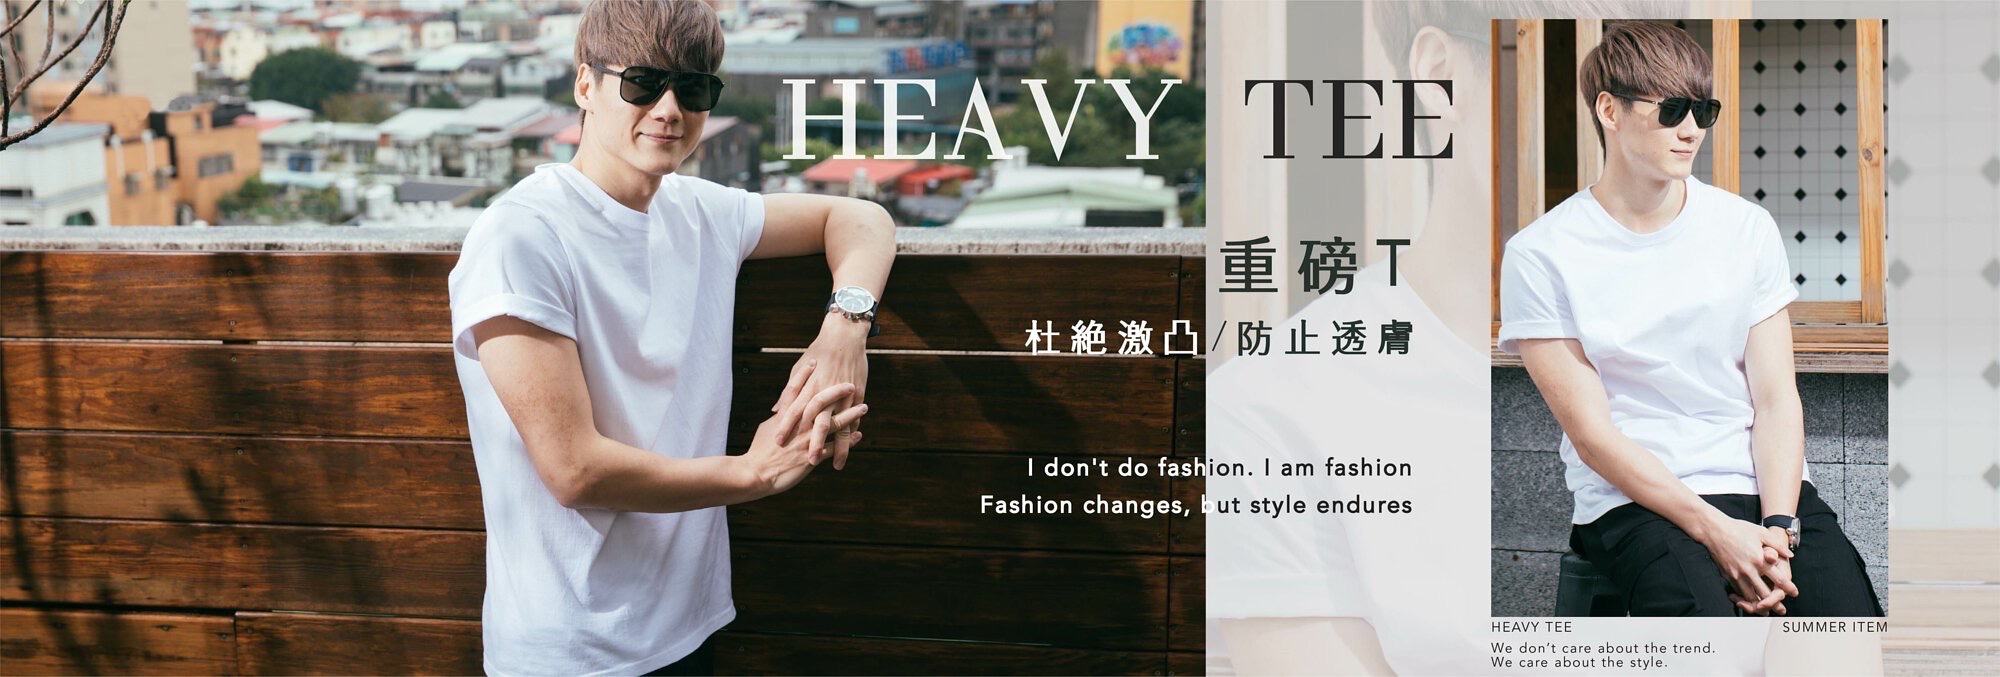 HEAVY TEE
重磅T
杜絕激凸/防止透膚
I don't do fashion. I am fashion
Fashion changes, but style endures
HEAVY TEE
SUMMER ITEM
We don’t care about the trend.
We care about the style.